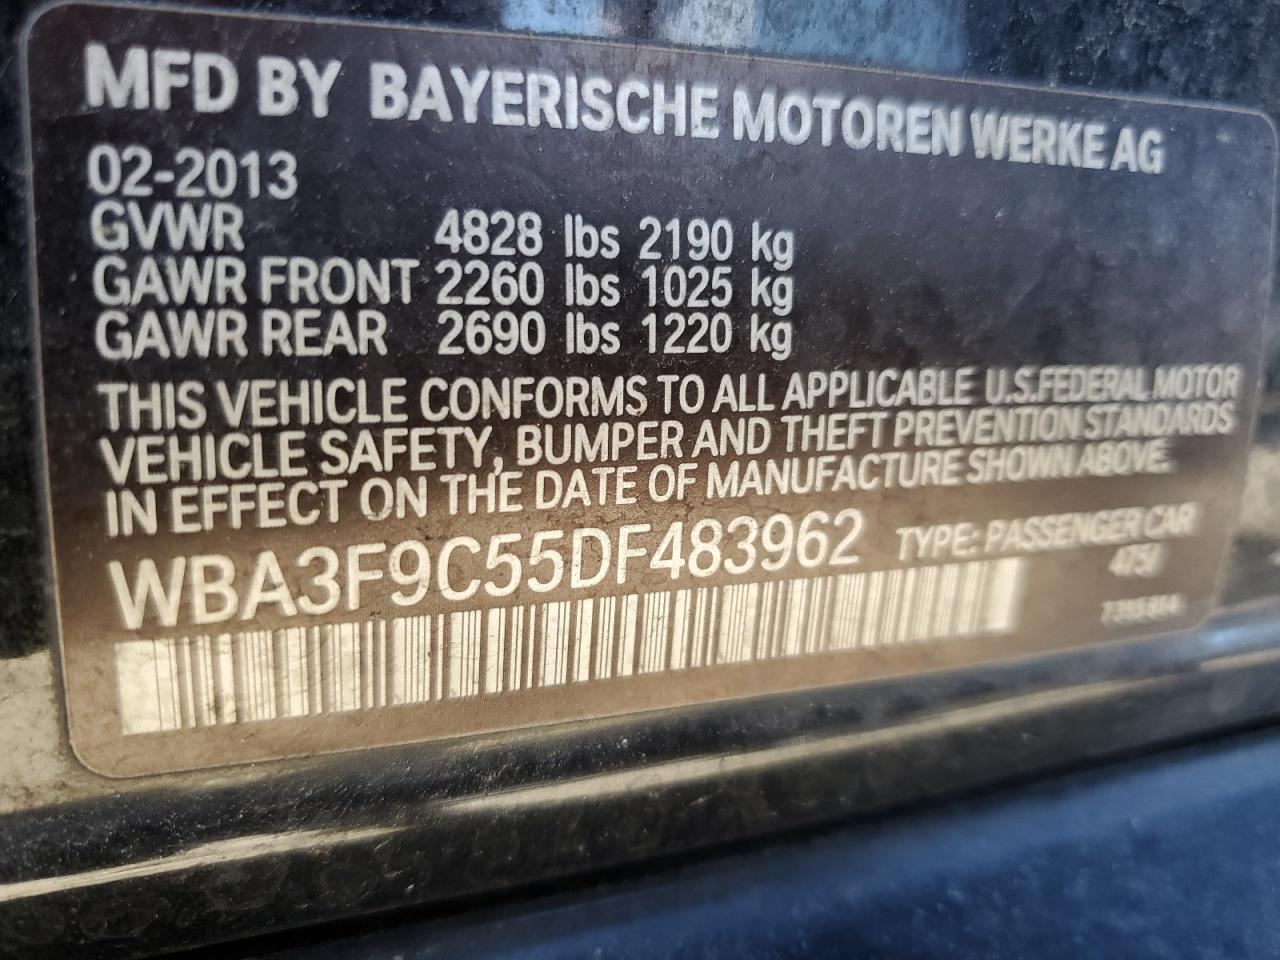 MFD BY BAYERISCHE MOTOREN WERKE AG
02-2013
GVWR 4828 lbs 2190 kg
GAWR FRONT 2260 lbs 1025 kg
GAWR REAR 2690 lbs 1220 kg
THIS VEHICLE CONFORMS TO ALL APPLICABLE U.S.FEDERAL MOTOR
VEHICLE SAFETY, BUMPER AND THEFT PREVENTION STANDARDS
IN EFFECT ON THE DATE OF MANUFACTURE SHOWN ABOVE.
WBA3F9C55DF483962 TYPE: PASSENGER CAR